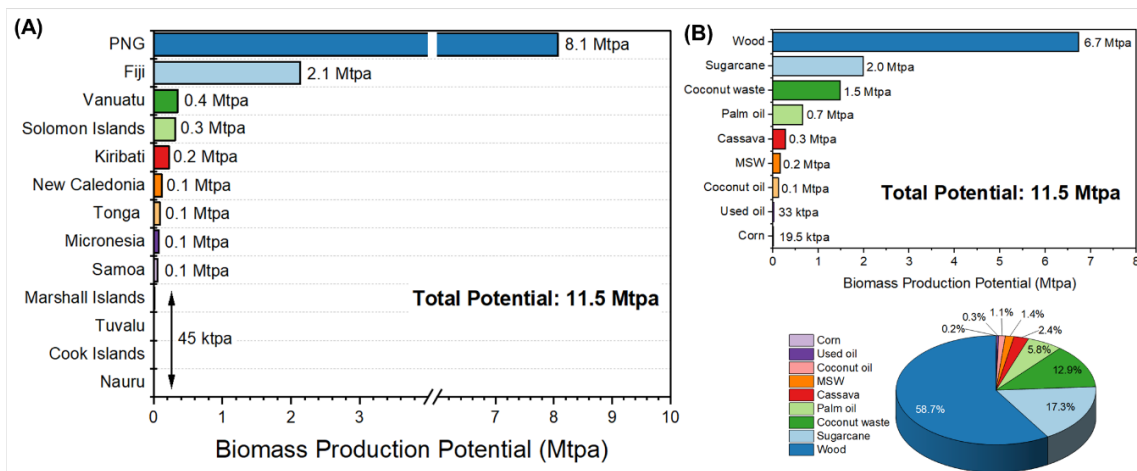 (A)
PNG
8.1 Mtpa
Fiji
2.1 Mtpa
Vanuatu
0.4 Mtpa
Solomon Islands
0.3 Mtpa
Kiribati
0.2 Mtpa
New Caledonia
0.1 Mtpa
Tonga
0.1 Mtpa
Micronesia
0.1 Mtpa
Samoa
0.1 Mtpa
Marshall Islands
Total Potential: 11.5 Mtpa
Tuvalu
45 ktpa
Cook Islands
Nauru
0 1 2 3 4 6 7 8 9 10
Biomass Production Potential (Mtpa)
(B)
Wood
6.7 Mtpa
Sugarcane
2.0 Mtpa
Coconut waste
1.5 Mtpa
Palm oil
0.7 Mtpa
Cassava
0.3 Mtpa
MSW
0.2 Mtpa
Coconut oil
0.1 Mtpa
Total Potential: 11.5 Mtpa
Used oil
33 ktpa
Corn
19.5 ktpa
0 1 2 3 4 5 6 7 8
Biomass Production Potential (Mtpa)
Corn
Used oil
Coconut oil
MSW
Cassava
Palm oil
Coconut waste
Sugarcane
Wood
0.2%
0.3%
1.1%
1.4%
2.4%
5.8%
12.9%
17.3%
58.7%